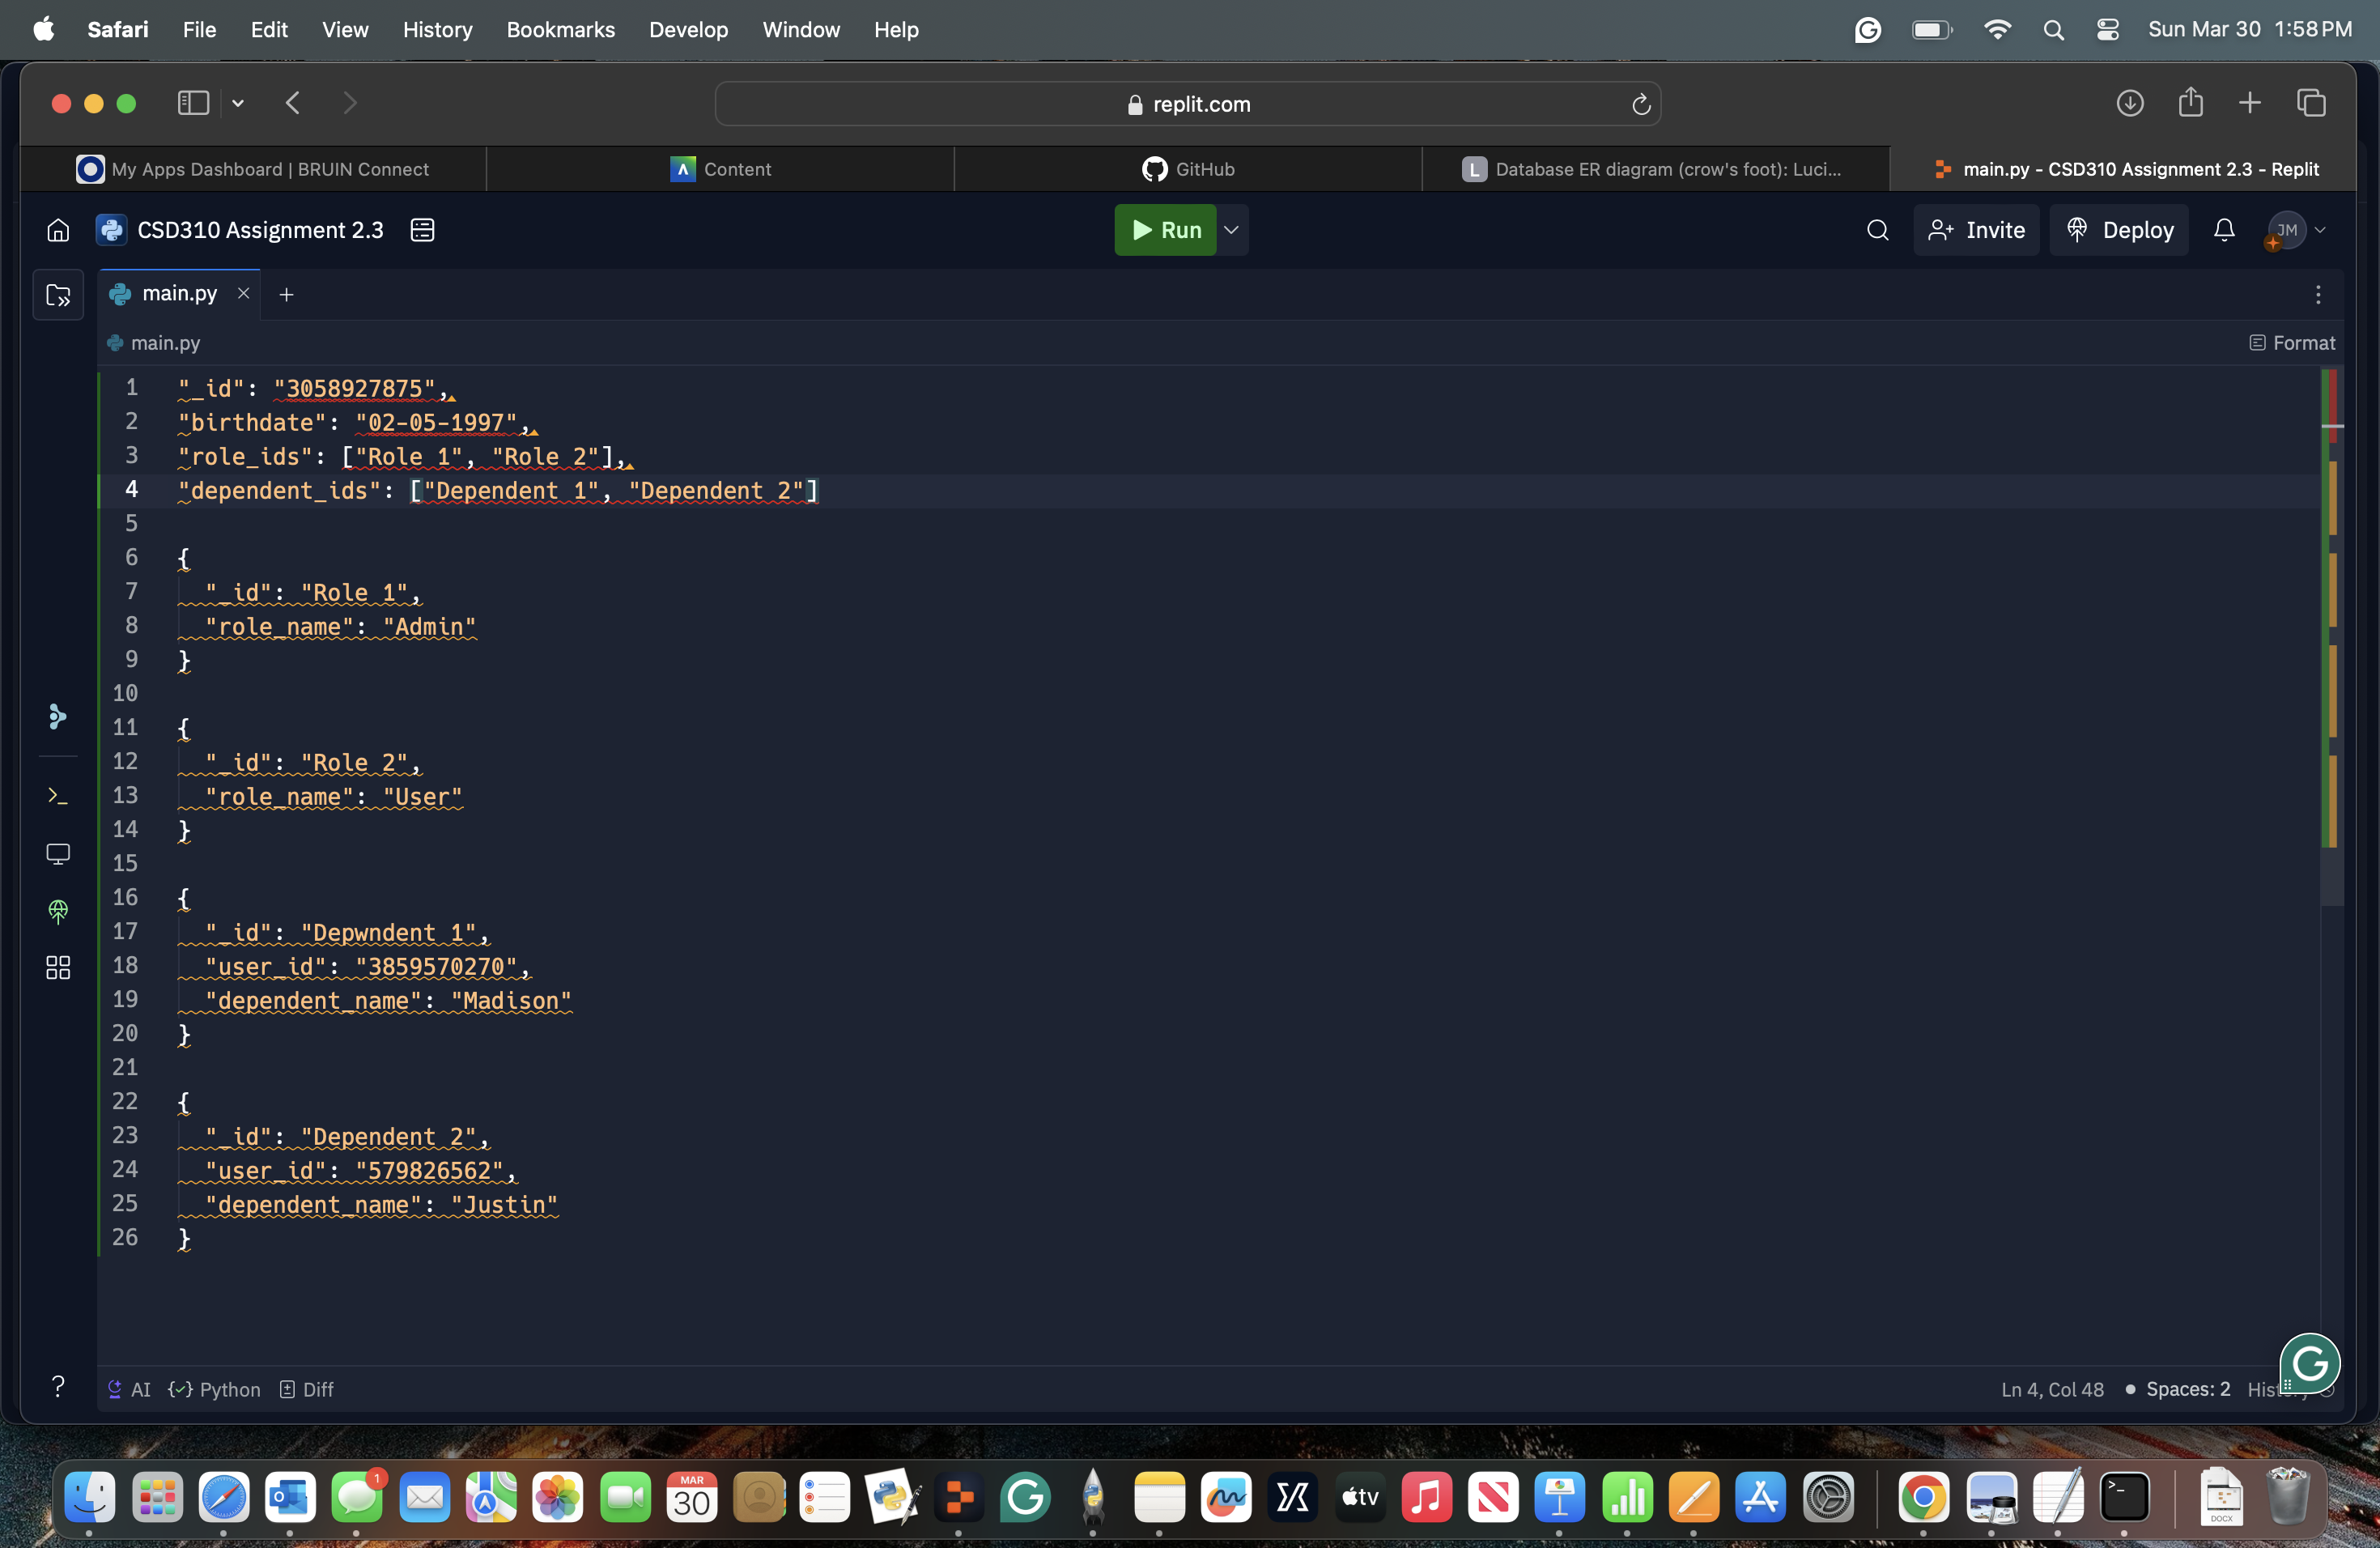 Safari File Edit View History Bookmarks Develop Window Help Sun Mar 30 1:58 PM
replit.com
My Apps Dashboard | BRUIN Connect Content GitHub Database ER diagram (crow's foot): Luci... main.py - CSD310 Assignment 2.3 - Replit
CSD310 Assignment 2.3 Run Invite Deploy JM
main.py
main.py Format
1 "_id": "3058927875",
2 "birthdate": "02-05-1997",
3 "role_ids": ["Role 1", "Role 2"],
4 "dependent_ids": ["Dependent 1", "Dependent 2"]
5
6 {
7 "_id": "Role 1",
8 "role_name": "Admin"
9 }
10
11 {
12 "_id": "Role 2",
13 "role_name": "User"
14 }
15
16 {
17 "_id": "Depwndent 1",
18 "user_id": "3859570270",
19 "dependent_name": "Madison"
20 }
21
22 {
23 "_id": "Dependent 2",
24 "user_id": "579826562",
25 "dependent_name": "Justin"
26 }
? AI Python Diff Ln 4, Col 48 Spaces: 2
1 MAR
30 tv
DOCX